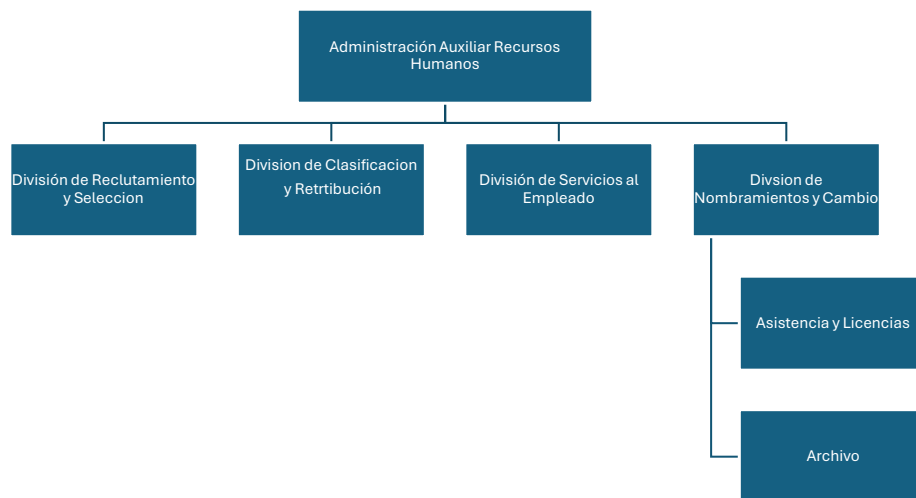 Administración Auxiliar Recursos
Humanos
División de Reclutamiento
y Seleccion
Division de Clasificacion
y Retrtibución
División de Servicios al
Empleado
Divsion de
Nombramientos y Cambio
Asistencia y Licencias
Archivo